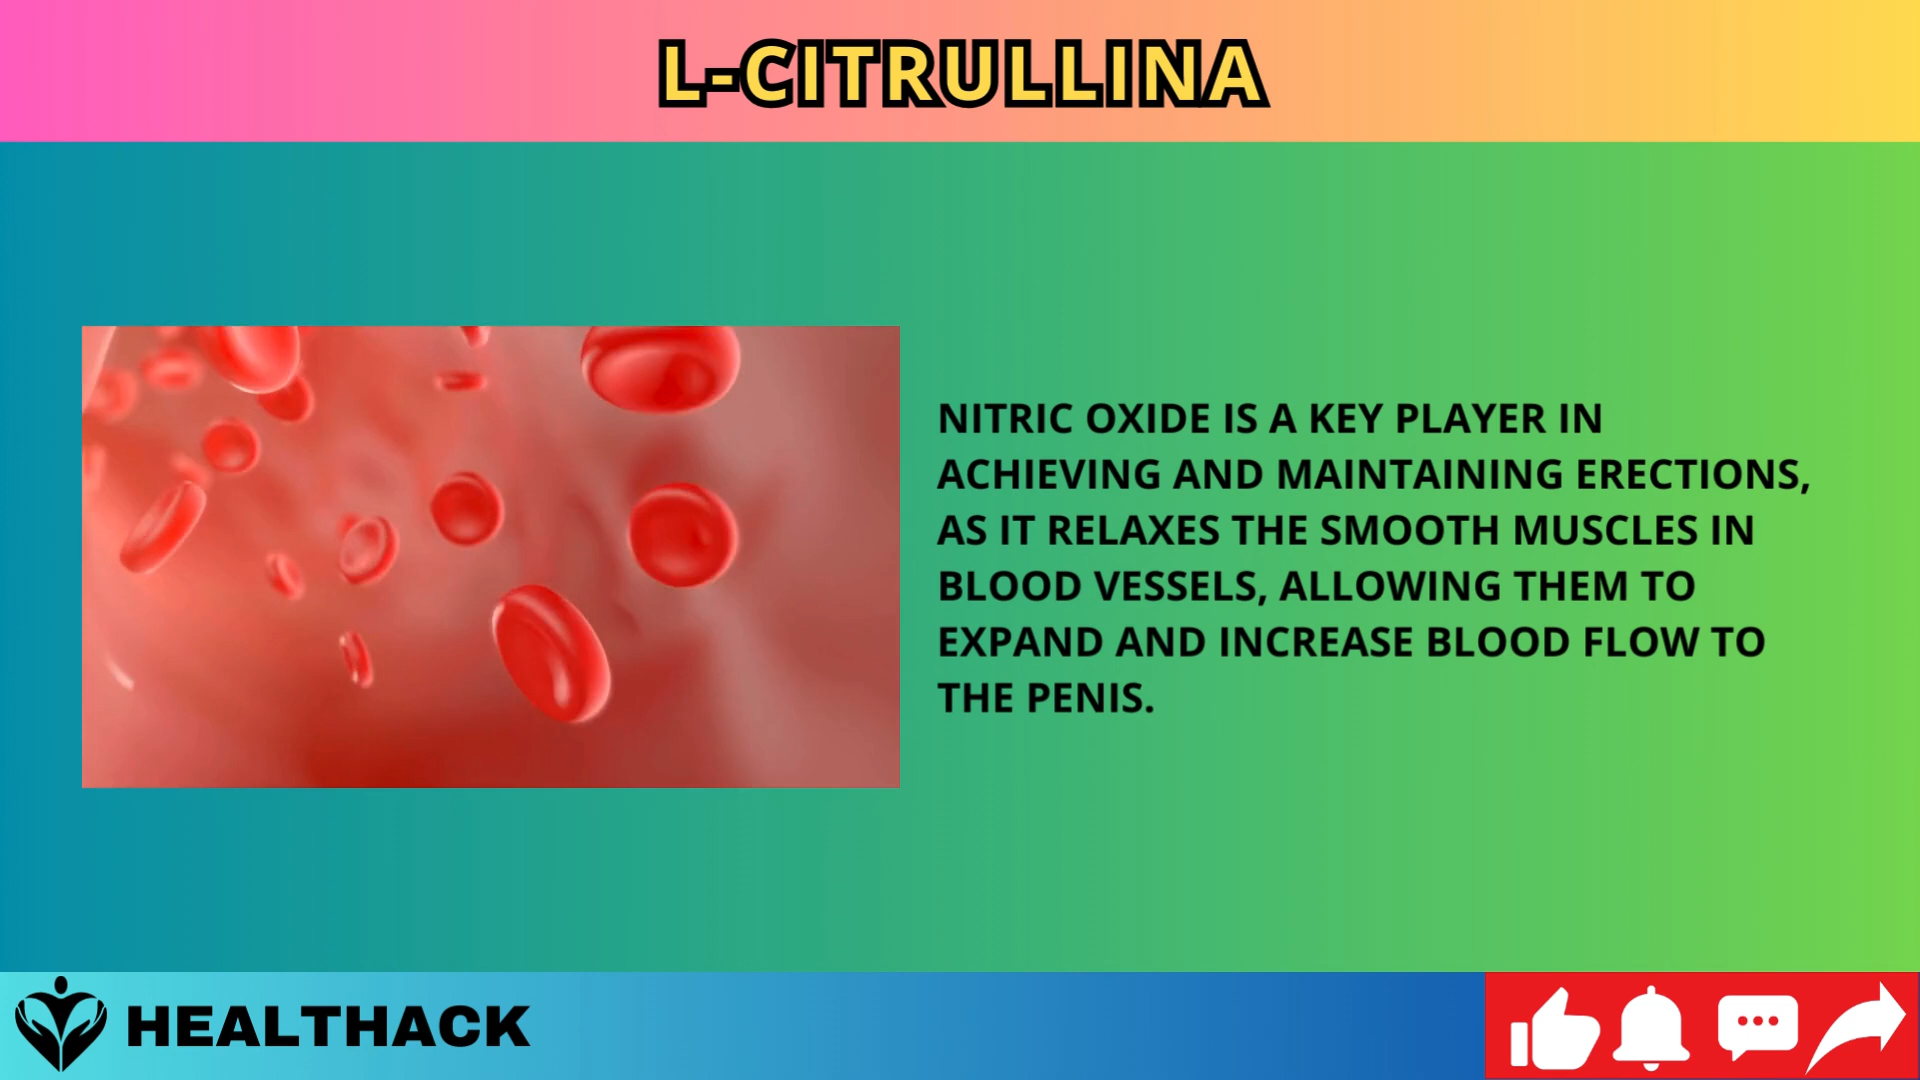 L-CITRULLINA
NITRIC OXIDE IS A KEY PLAYER IN
ACHIEVING AND MAINTAINING ERECTIONS,
AS IT RELAXES THE SMOOTH MUSCLES IN
BLOOD VESSELS, ALLOWING THEM TO
EXPAND AND INCREASE BLOOD FLOW TO
THE PENIS.
HEALTHACK